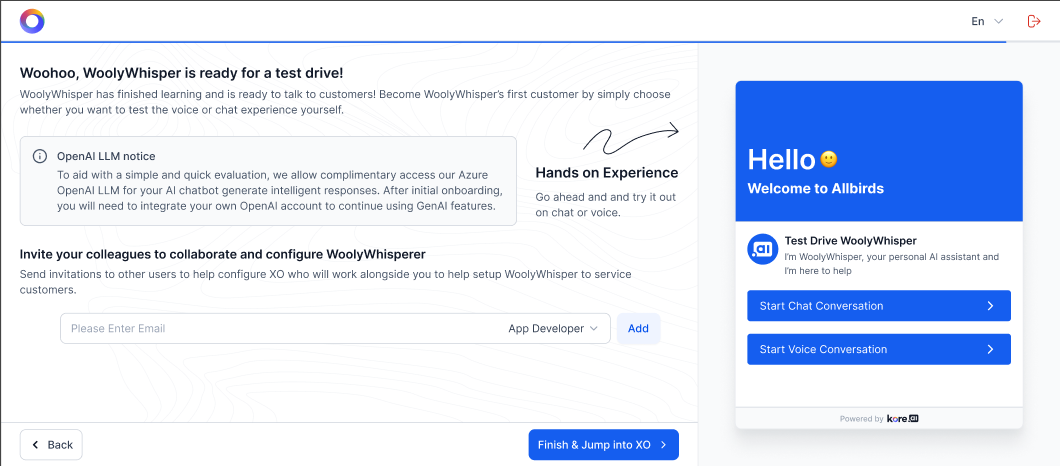 En
Woohoo, WoolyWhisper is ready for a test drive!
WoolyWhisper has finished learning and is ready to talk to customers! Become WoolyWhisper's first customer by simply choose
whether you want to test the voice or chat experience yourself.
OpenAI LLM notice
To aid with a simple and quick evaluation, we allow complimentary access our Azure
OpenAI LLM for your AI chatbot generate intelligent responses. After initial onboarding,
you will need to integrate your own OpenAI account to continue using GenAI features.
Hands on Experience
Go ahead and and try it out
on chat or voice.
Invite your colleagues to collaborate and configure WoolyWhisperer
Send invitations to other users to help configure XO who will work alongside you to help setup WoolyWhisper to service
customers.
Please Enter Email
App Developer
Add
Back
Finish & Jump into XO
Hello
Welcome to Allbirds
.ai
Test Drive WoolyWhisper
I'm WoolyWhisper, your personal AI assistant and
I'm here to help
Start Chat Conversation
Start Voice Conversation
Powered by kore.ai